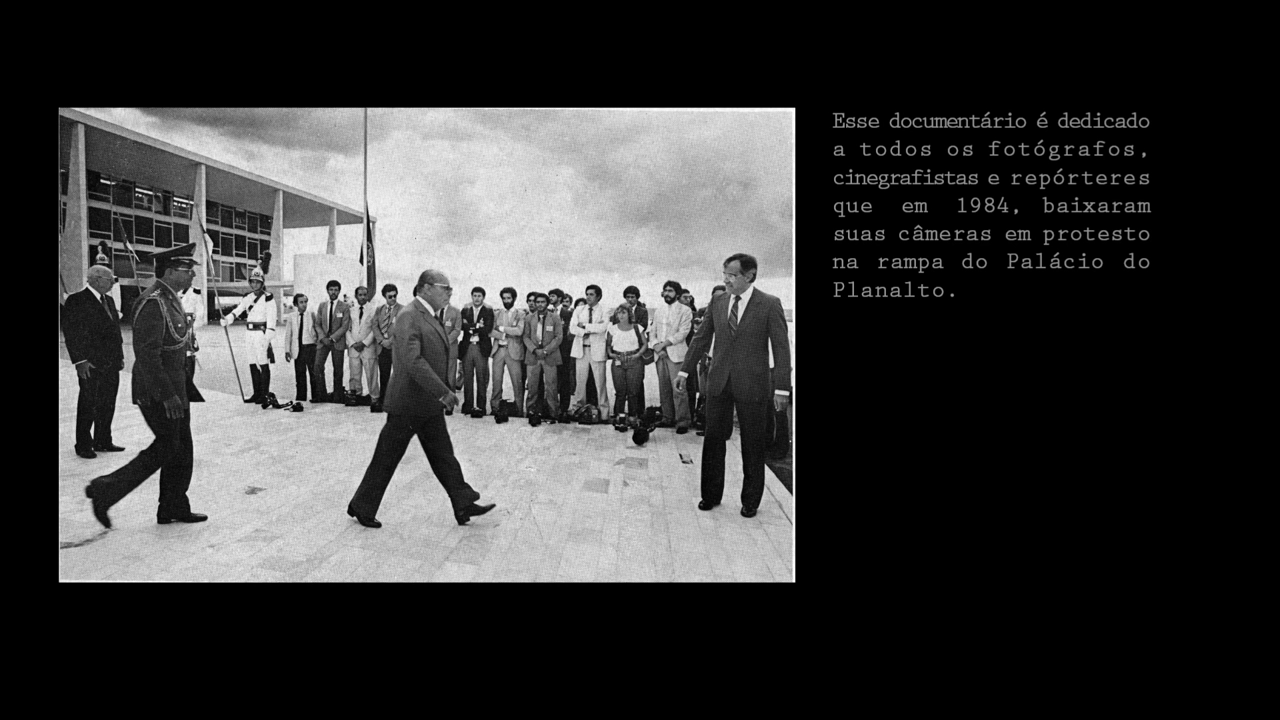 Esse documentário é dedicado
a todos os fotógrafos,
cinegrafistas e repórteres
que em 1984, baixaram
suas câmeras em protesto
na rampa do Palácio do
Planalto.